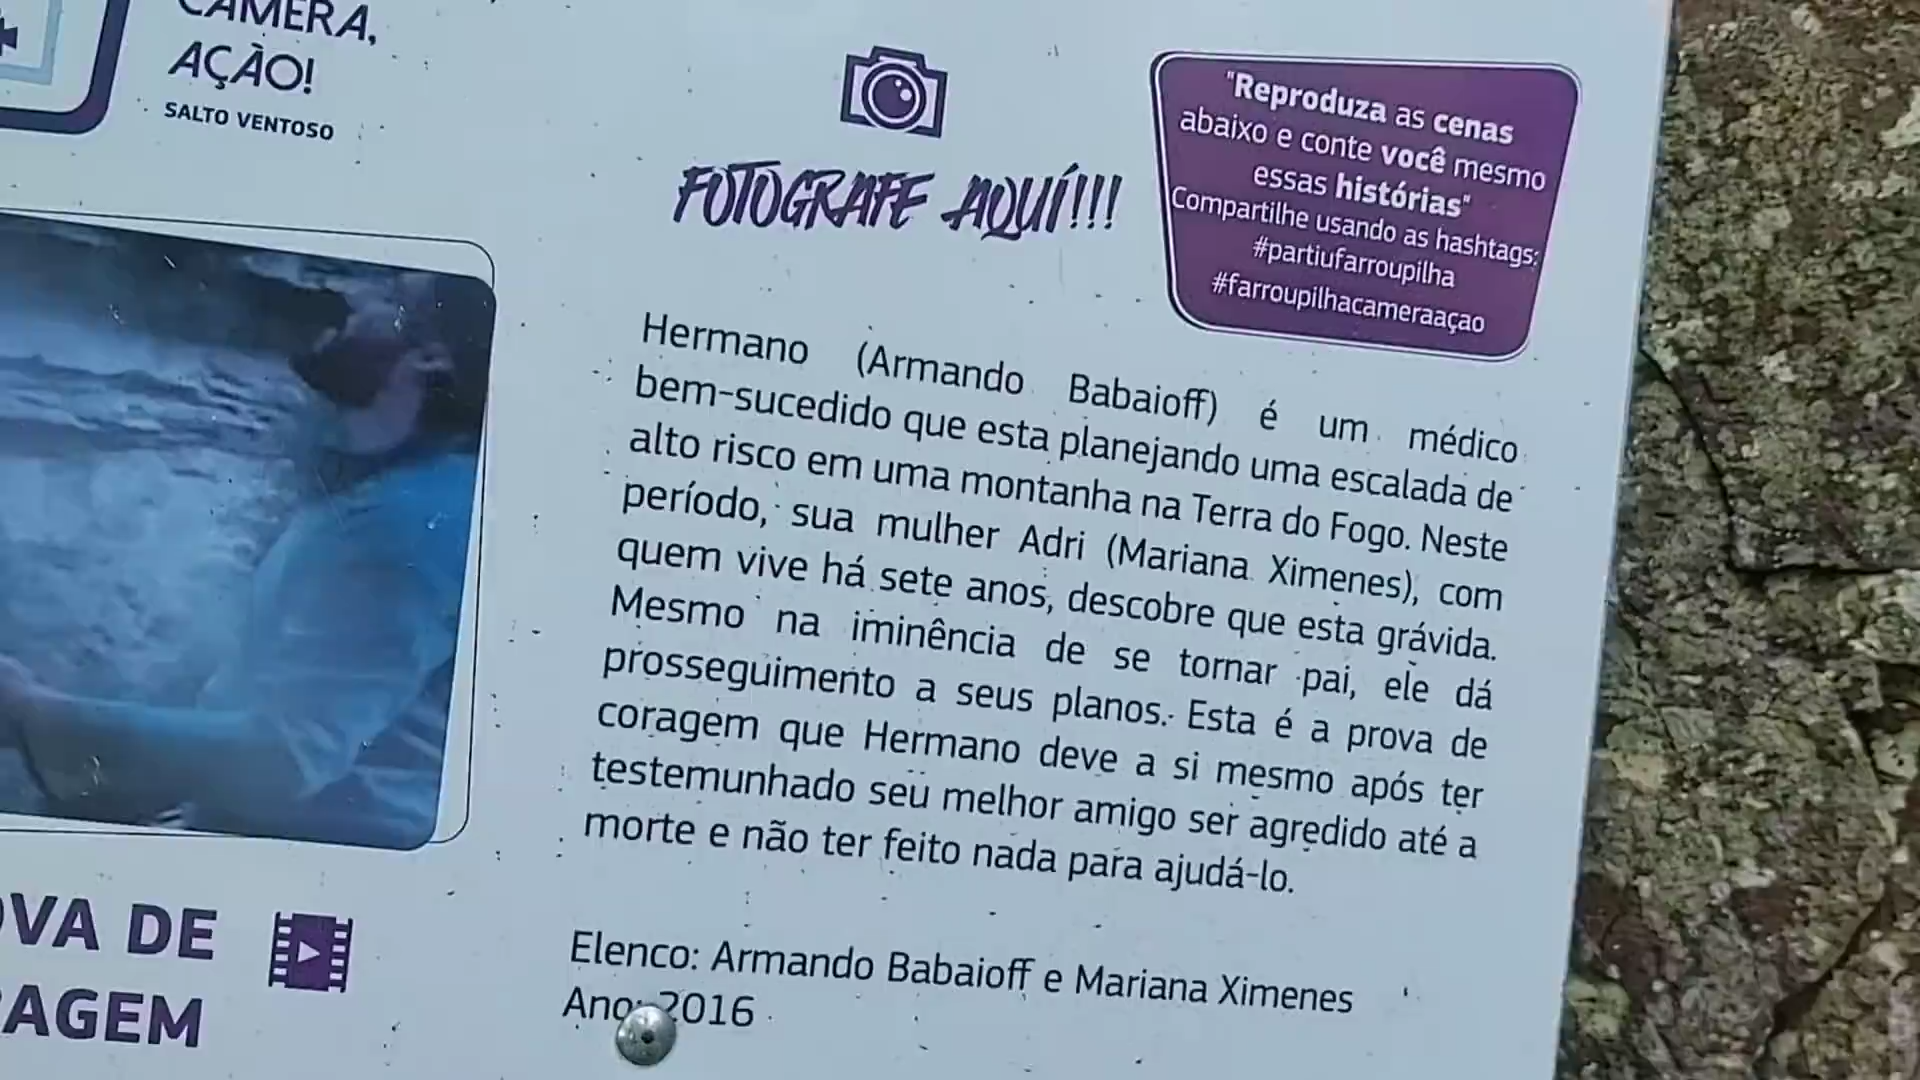 CAMERA,
AÇÃO!
SALTO VENTOSO
FOTOGRAFE AQUÍ!!!
"Reproduza as cenas
abaixo e conte você mesmo
essas histórias"
Compartilhe usando as hashtags:
#partiufarroupilha
#farroupilhacameraaçao
Hermano (Armando Babaioff) é um médico
bem-sucedido que esta planejando uma escalada de
alto risco em uma montanha na Terra do Fogo. Neste
período, sua mulher Adri (Mariana Ximenes), com
quem vive há sete anos, descobre que esta grávida.
Mesmo na iminência de se tornar pai, ele dá
prosseguimento a seus planos. Esta é a prova de
coragem que Hermano deve a si mesmo após ter
testemunhado seu melhor amigo ser agredido até a
morte e não ter feito nada para ajudá-lo.
OVA DE
RAGEM
Elenco: Armando Babaioff e Mariana Ximenes
Ano: 2016